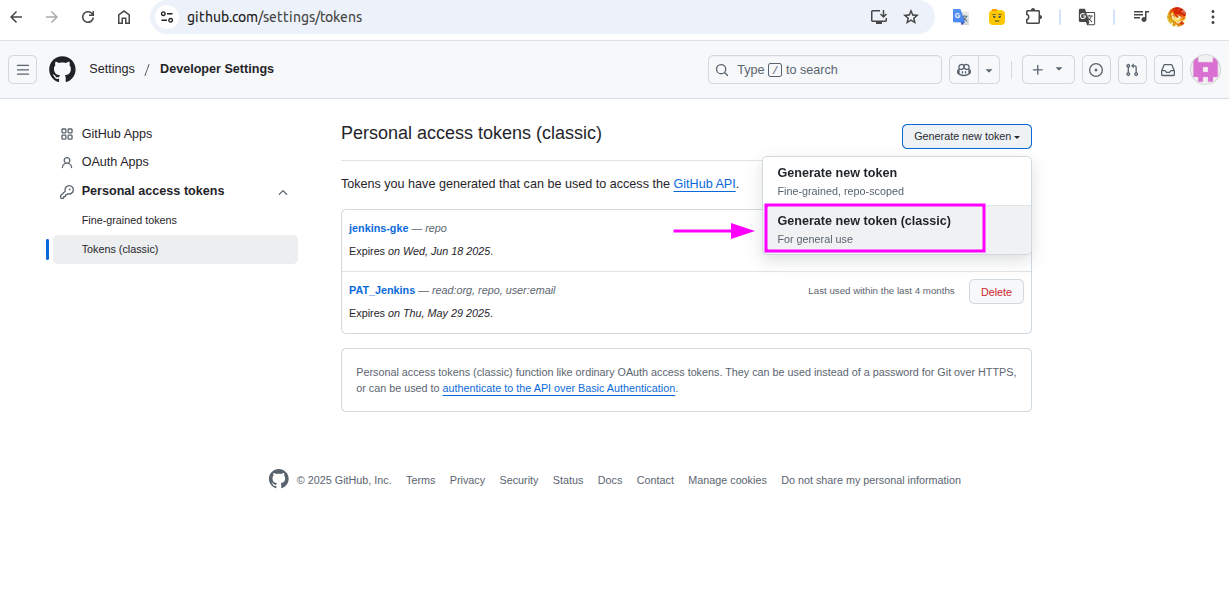 github.com/settings/tokens
Settings / Developer Settings
Type / to search
GitHub Apps
OAuth Apps
Personal access tokens
Fine-grained tokens
Tokens (classic)
Personal access tokens (classic)
Generate new token
Generate new token
Fine-grained, repo-scoped
Generate new token (classic)
For general use
Tokens you have generated that can be used to access the GitHub API.
jenkins-gke — repo
Expires on Wed, Jun 18 2025.
PAT_Jenkins — read:org, repo, user:email
Last used within the last 4 months
Delete
Expires on Thu, May 29 2025.
Personal access tokens (classic) function like ordinary OAuth access tokens. They can be used instead of a password for Git over HTTPS,
or can be used to authenticate to the API over Basic Authentication.
© 2025 GitHub, Inc. Terms Privacy Security Status Docs Contact Manage cookies Do not share my personal information